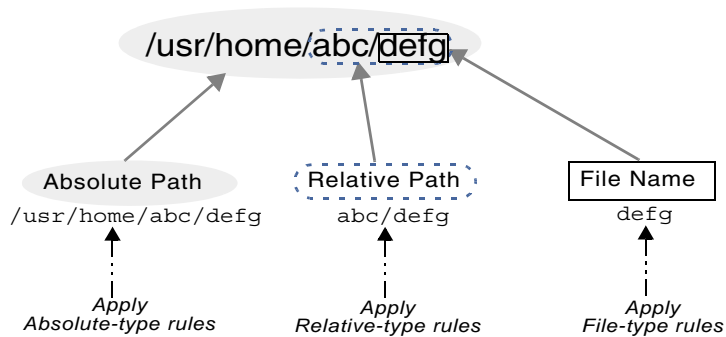 /usr/home/abc/defg
Absolute Path
Relative Path
File Name
/usr/home/abc/defg
abc/defg
defg
Apply
Absolute-type rules
Apply
Relative-type rules
Apply
File-type rules